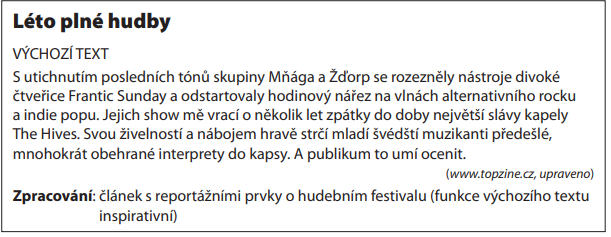 Léto plné hudby
VÝCHOZÍ TEXT
S utichnutím posledních tónů skupiny Mňága a Žďorp se rozezněly nástroje divoké
čtveřice Frantic Sunday a odstartovaly hodinový nářez na vlnách alternativního rocku
a indie popu. Jejich show mě vrací o několik let zpátky do doby největší slávy kapely
The Hives. Svou živelností a nábojem hravě strčí mladí švédští muzikanti předešlé,
mnohokrát obehrané interprety do kapsy. A publikum to umí ocenit.
(www.topzine.cz, upraveno)
Zpracování: článek s reportážními prvky o hudebním festivalu (funkce výchozího textu
inspirativní)